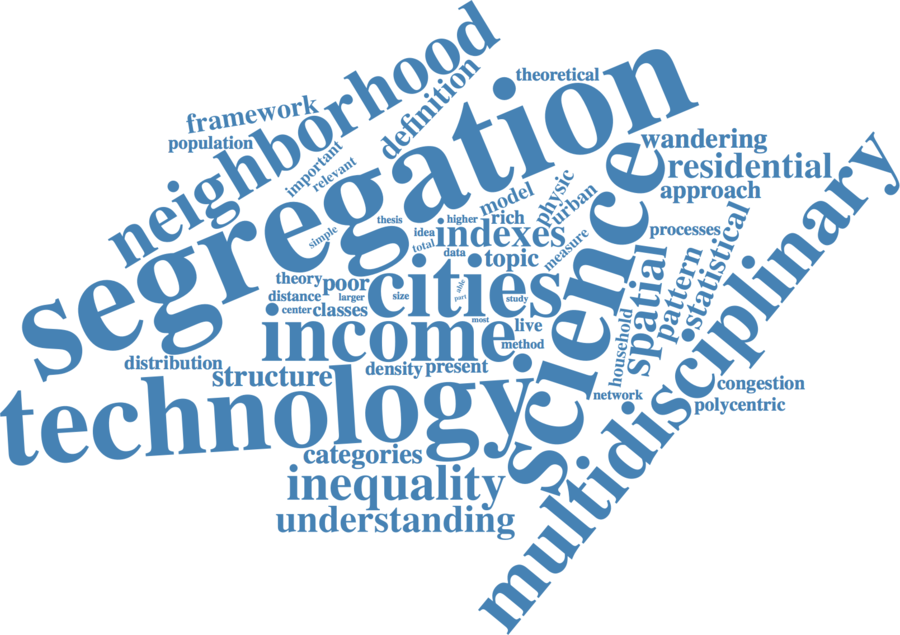 neighborhood
theoretical
definition
framework
population
segregation
important
relevant
wandering
residential
approach
science
multidisciplinary
model
physic
urban
thesis
higher
rich
simple
idea
total
indexes
measure
processes
data
topic
spatial
pattern
statistical
theory
poor
cities
able
part
study
distance
larger
size
center
classes
most
live
income
method
household
distribution
structure
density
present
network
congestion
polycentric
technology
categories
inequality
understanding